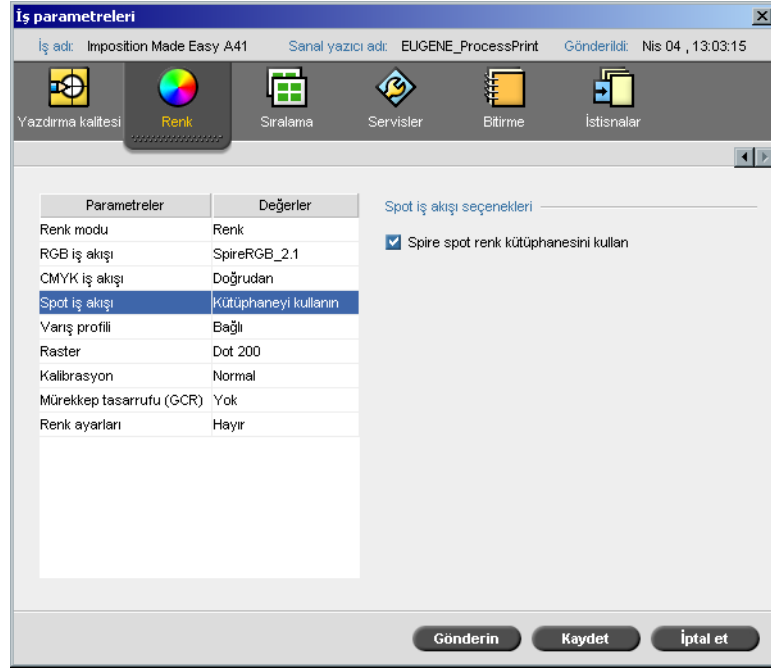 İş parametreleri
İş adı: Imposition Made Easy A41 Sanal yazıcı adı: EUGENE_ProcessPrint Gönderildi: Nis 04 , 13:03:15
Yazdırma kalitesi Renk Sıralama Servisler Bitirme İstisnalar
Parametreler Değerler
Renk modu Renk
RGB iş akışı SpireRGB_2.1
CMYK iş akışı Doğrudan
Spot iş akışı Kütüphaneyi kullanın
Varış profili Bağlı
Raster Dot 200
Kalibrasyon Normal
Mürekkep tasarrufu (GCR) Yok
Renk ayarları Hayır
Spot iş akışı seçenekleri
Spire spot renk kütüphanesini kullan
Gönderin Kaydet İptal et